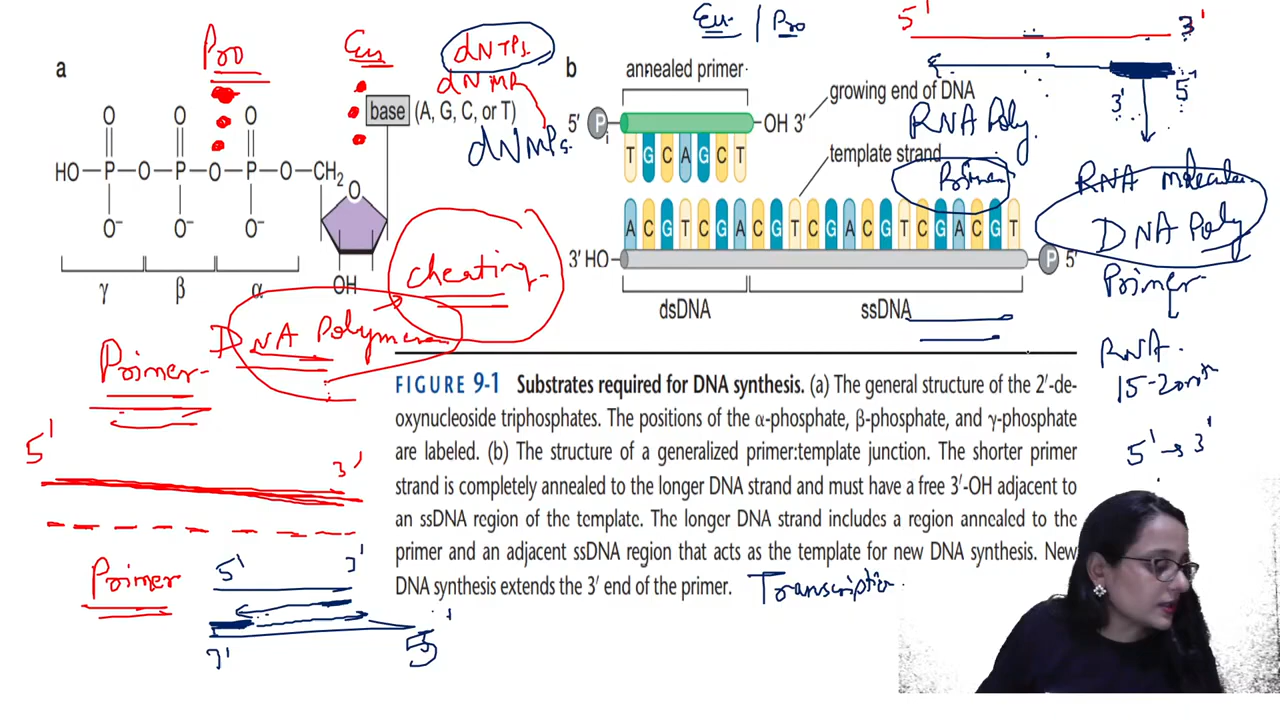 Eu / Pro
5' 3'
Pro
Eu
dNTPs
dNMP
dNMPs.
a
b
annealed primer
O O O
base (A, G, C, or T)
HO P O P O P O CH2
O
O- O- O-
OH
γ β α
5' Pi OH 3'
growing end of DNA
T G C A G C T
template strand
A C G T C G A C G T C G A C G T C G A C G T
3' HO P 5'
dsDNA ssDNA
3' 5'
RNA Poly.
Primer
RNA molecule
DNA Poly
Primer
RNA.
5' → 3'
cheating
DNA Polymerase
Primer
5' 3'
Primer
5' 3'
3' 5'
FIGURE 9-1 Substrates required for DNA synthesis. (a) The general structure of the 2'-de-
oxynucleoside triphosphates. The positions of the α-phosphate, β-phosphate, and γ-phosphate
are labeled. (b) The structure of a generalized primer:template junction. The shorter primer
strand is completely annealed to the longer DNA strand and must have a free 3'-OH adjacent to
an ssDNA region of the template. The longer DNA strand includes a region annealed to the
primer and an adjacent ssDNA region that acts as the template for new DNA synthesis. New
DNA synthesis extends the 3' end of the primer.
Transcription.